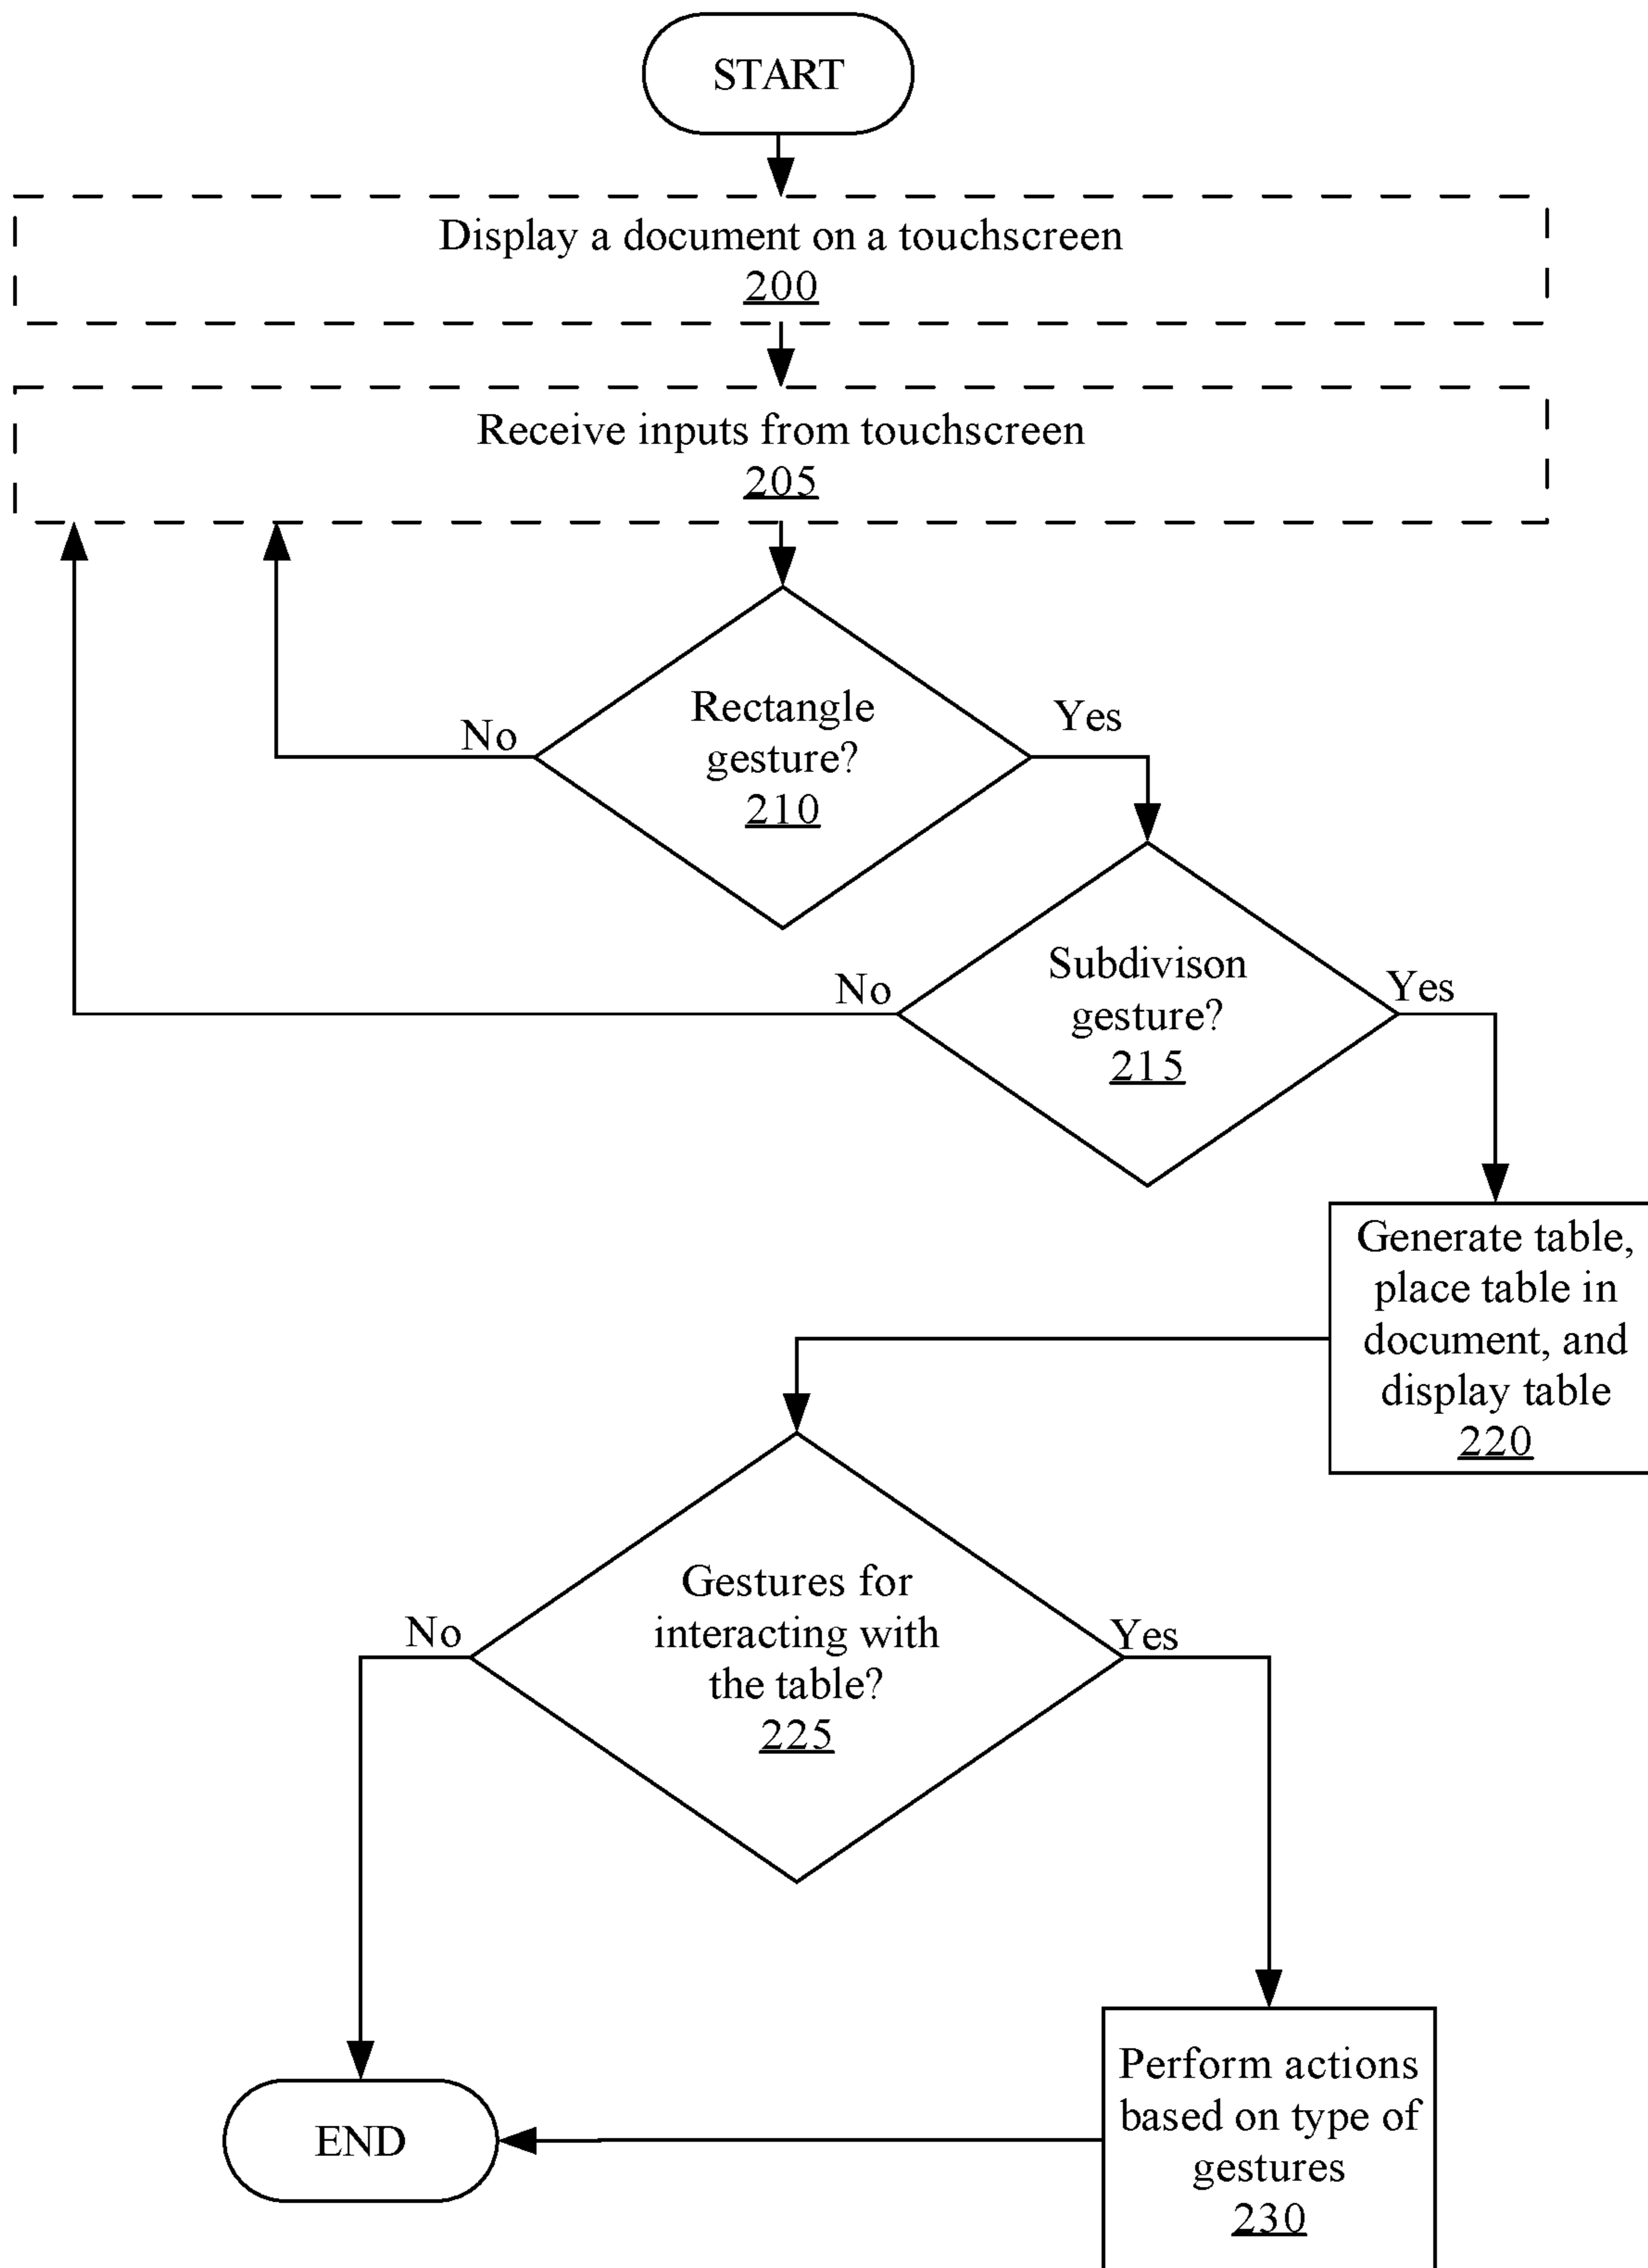 START
Display a document on a touchscreen
200
Receive inputs from touchscreen
205
Rectangle
gesture?
210
No
Yes
Subdivison
gesture?
215
No
Yes
Generate table,
place table in
document, and
display table
220
Gestures for
interacting with
the table?
225
No
Yes
Perform actions
based on type of
gestures
230
END